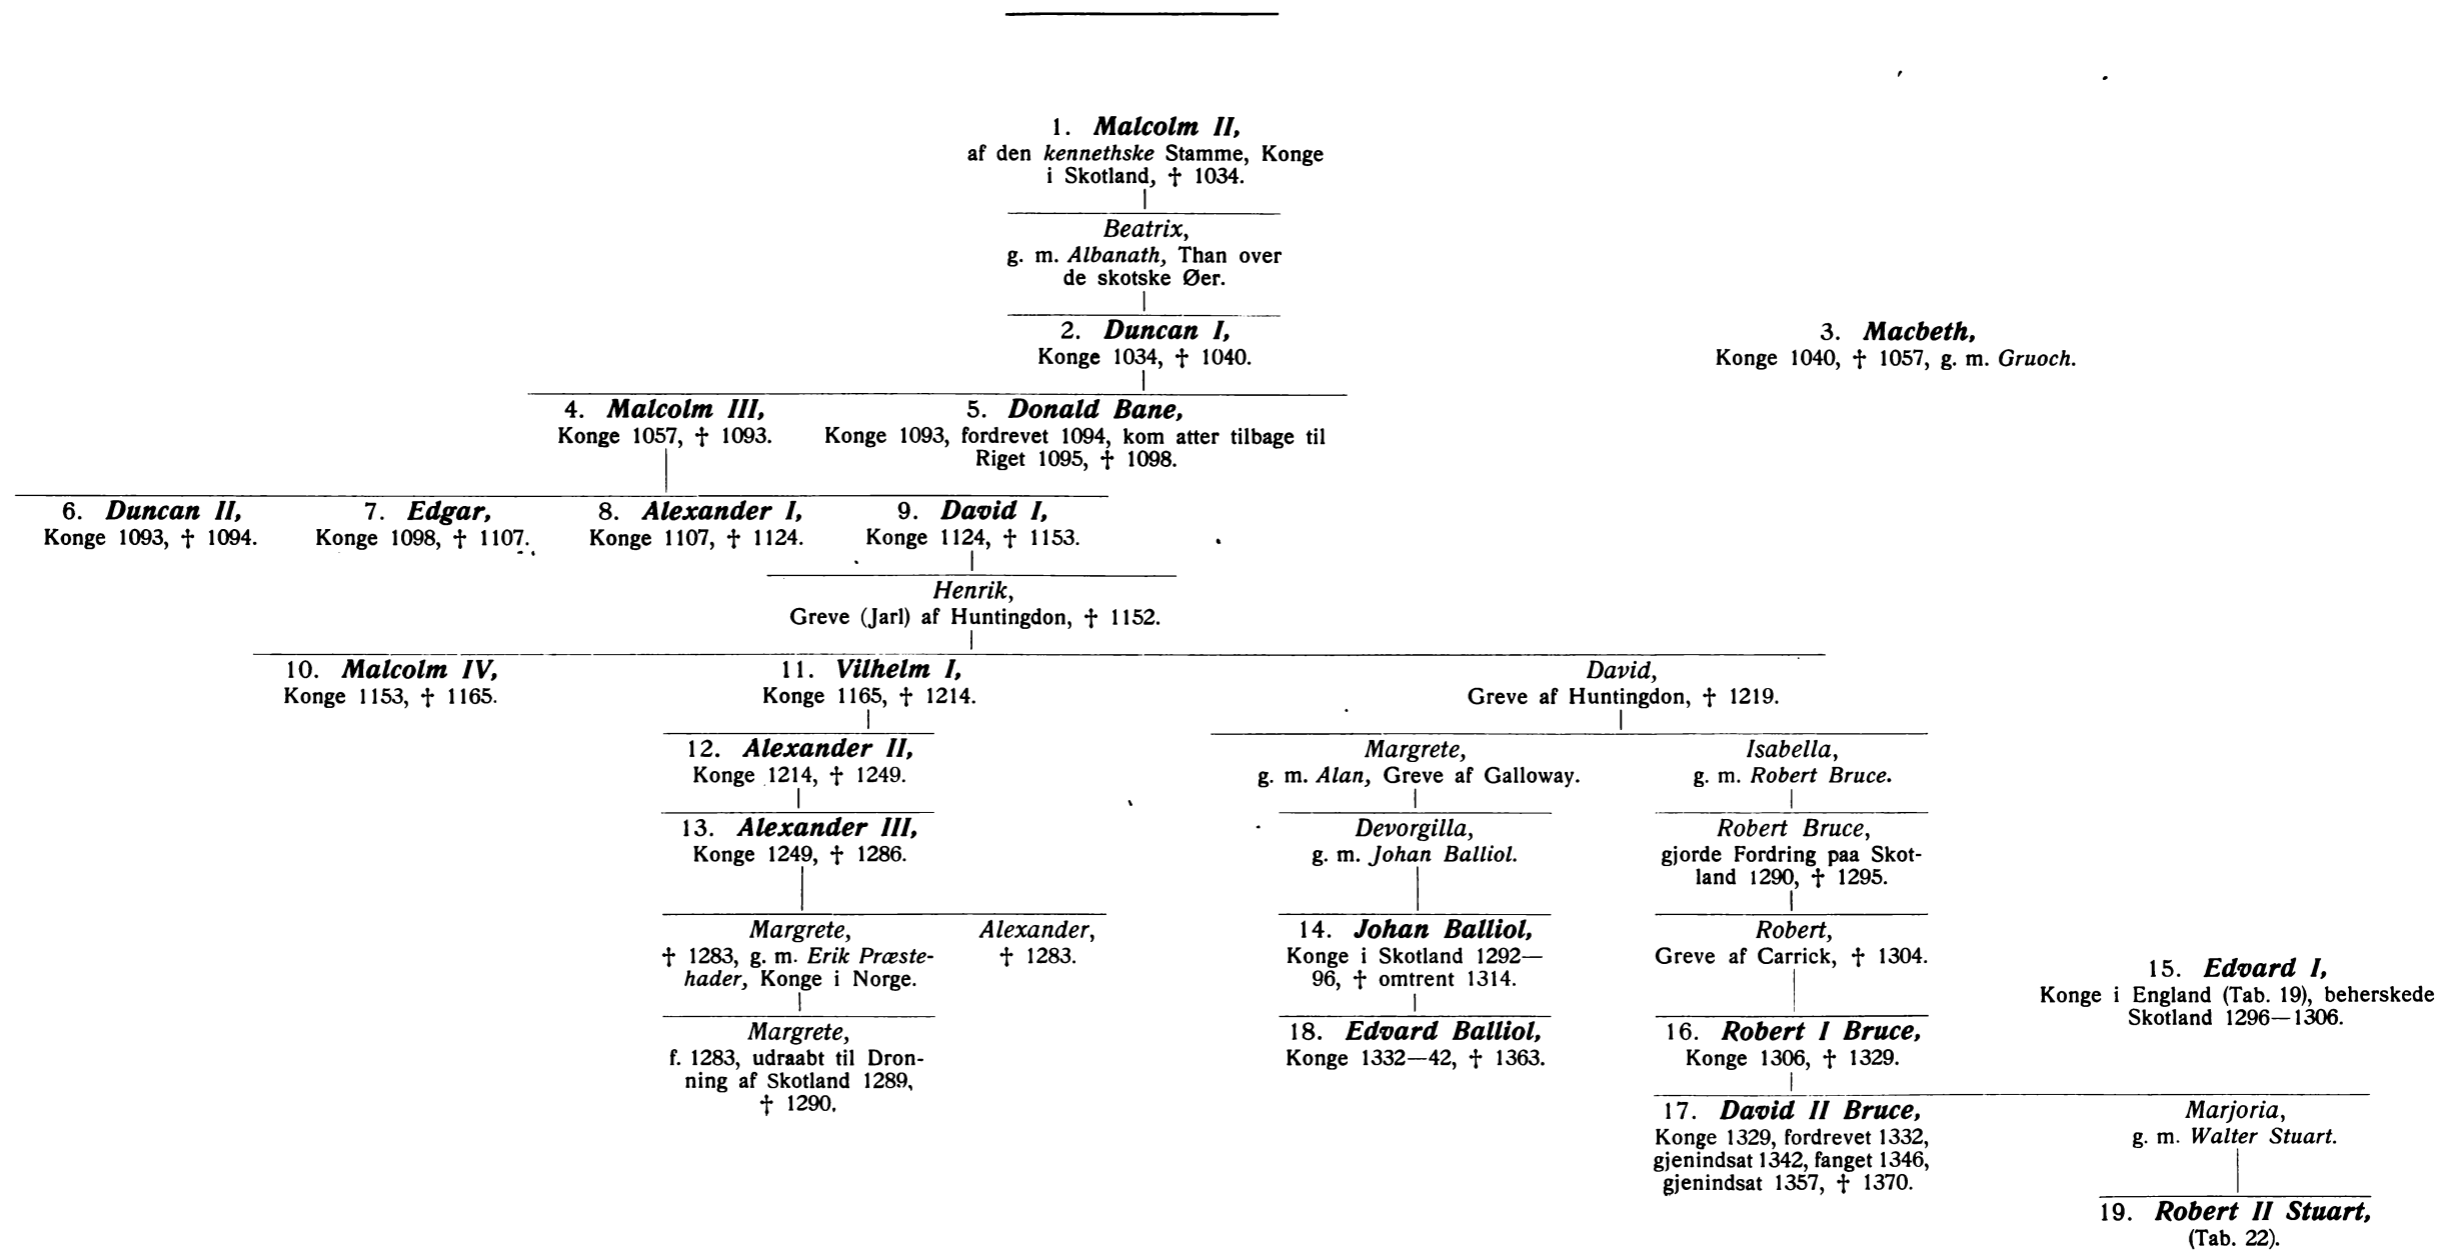 1. Malcolm II,
af den kennethske Stamme, Konge
i Skotland, † 1034.
Beatrix,
g. m. Albanath, Than over
de skotske Øer.
2. Duncan I,
Konge 1034, † 1040.
3. Macbeth,
Konge 1040, † 1057, g. m. Gruoch.
4. Malcolm III,
Konge 1057, † 1093.
5. Donald Bane,
Konge 1093, fordrevet 1094, kom atter tilbage til
Riget 1095, † 1098.
6. Duncan II,
Konge 1093, † 1094.
7. Edgar,
Konge 1098, † 1107.
8. Alexander I,
Konge 1107, † 1124.
9. David I,
Konge 1124, † 1153.
Henrik,
Greve (Jarl) af Huntingdon, † 1152.
10. Malcolm IV,
Konge 1153, † 1165.
11. Vilhelm I,
Konge 1165, † 1214.
David,
Greve af Huntingdon, † 1219.
12. Alexander II,
Konge 1214, † 1249.
Margrete,
g. m. Alan, Greve af Galloway.
Isabella,
g. m. Robert Bruce.
13. Alexander III,
Konge 1249, † 1286.
Devorgilla,
g. m. Johan Balliol.
Robert Bruce,
gjorde Fordring paa Skot-
land 1290, † 1295.
Margrete,
† 1283, g. m. Erik Præste-
hader, Konge i Norge.
Alexander,
† 1283.
14. Johan Balliol,
Konge i Skotland 1292—
96, † omtrent 1314.
Robert,
Greve af Carrick, † 1304.
15. Edvard I,
Konge i England (Tab. 19), beherskede
Skotland 1296—1306.
Margrete,
f. 1283, udraabt til Dron-
ning af Skotland 1289,
† 1290.
18. Edvard Balliol,
Konge 1332—42, † 1363.
16. Robert I Bruce,
Konge 1306, † 1329.
17. David II Bruce,
Konge 1329, fordrevet 1332,
gjenindsat 1342, fanget 1346,
gjenindsat 1357, † 1370.
Marjoria,
g. m. Walter Stuart.
19. Robert II Stuart,
(Tab. 22).